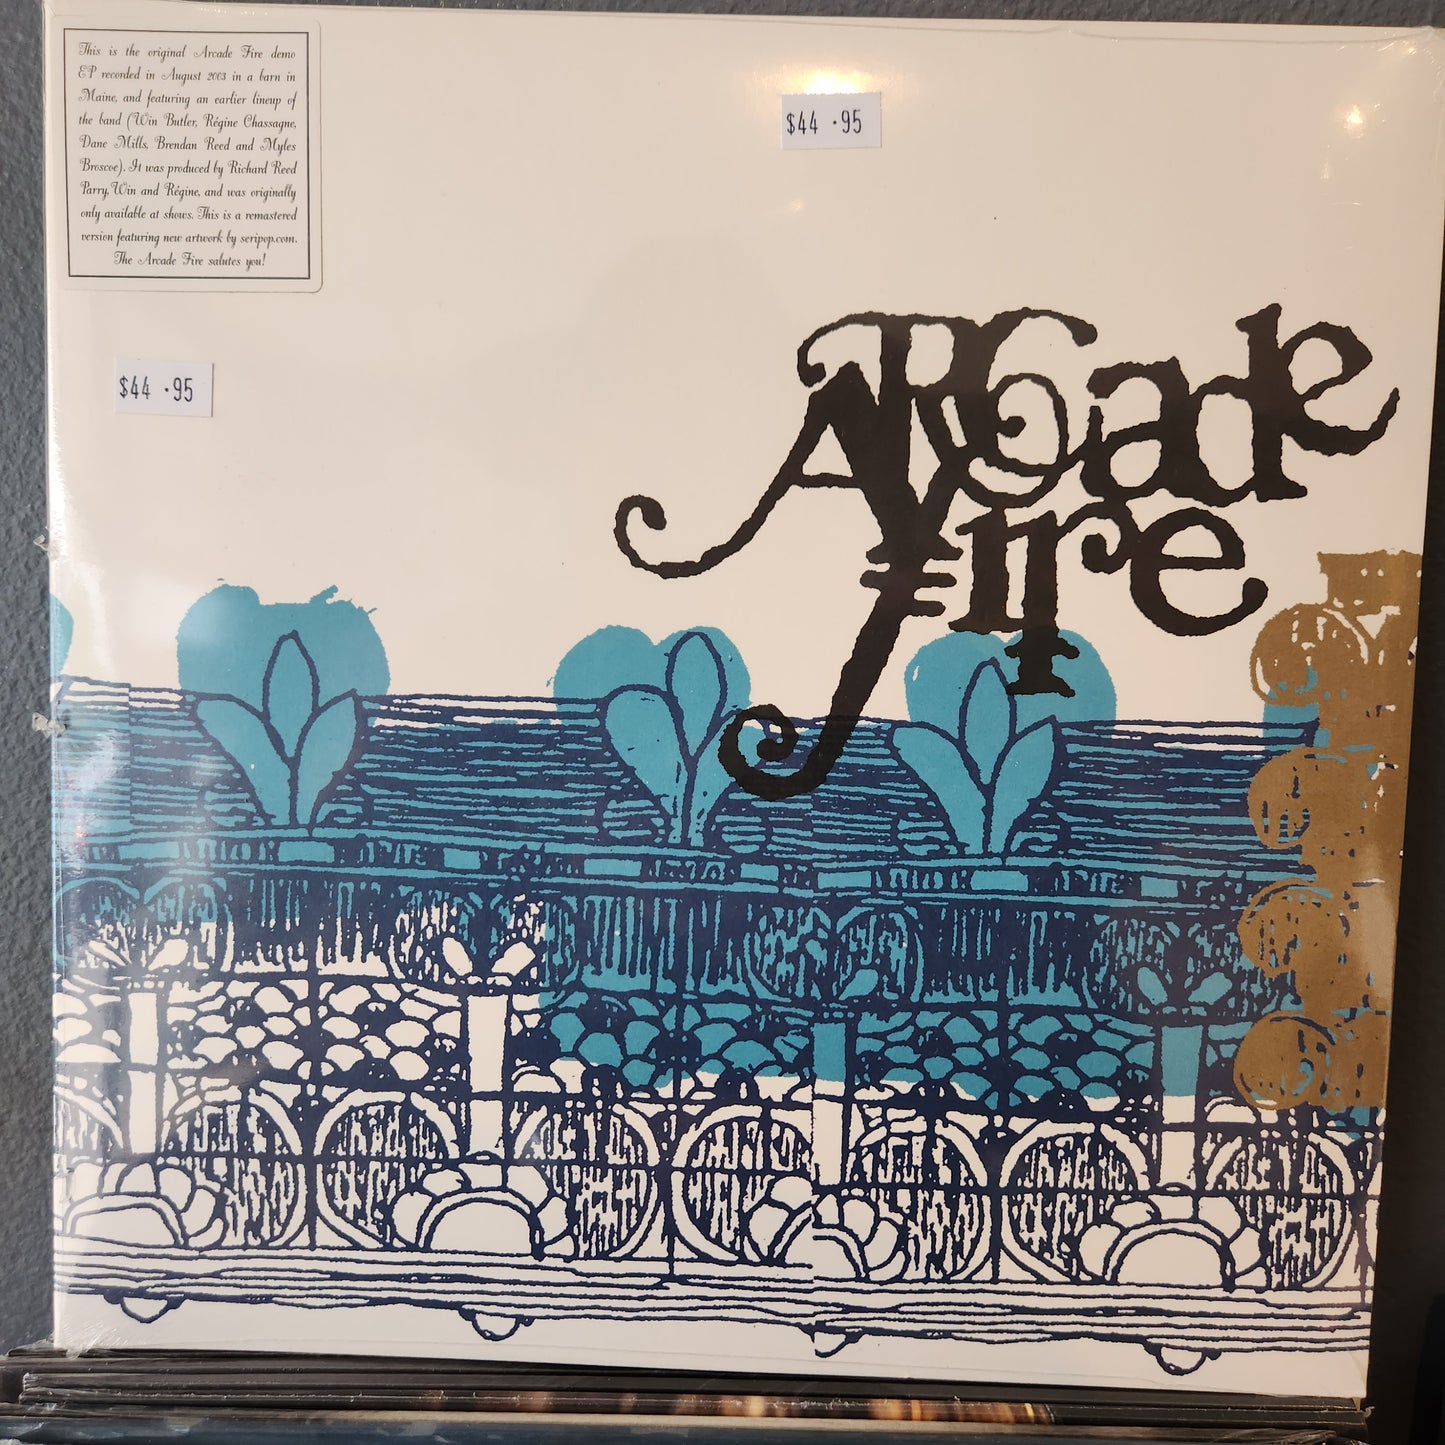 This is the original Arcade Fire demo
EP recorded in August 2003 in a barn in
Maine, and featuring an earlier lineup of
the band (Win Butler, Régine Chassagne,
Dane Mills, Brendan Reed and Myles
Broscoe). It was produced by Richard Reed
Parry, Win and Régine, and was originally
only available at shows. This is a remastered
version featuring new artwork by seripop.com.
The Arcade Fire salutes you!
$44 .95
$44 .95
ARCade
fire